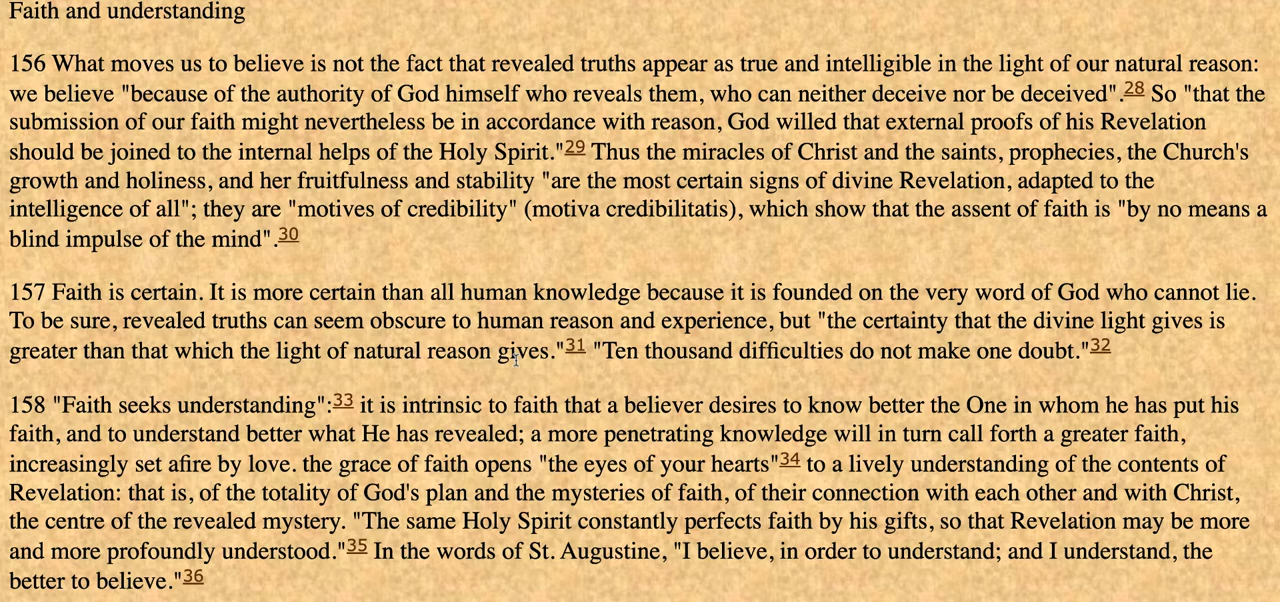 Faith and understanding
156 What moves us to believe is not the fact that revealed truths appear as true and intelligible in the light of our natural reason:
we believe "because of the authority of God himself who reveals them, who can neither deceive nor be deceived".28 So "that the
submission of our faith might nevertheless be in accordance with reason, God willed that external proofs of his Revelation
should be joined to the internal helps of the Holy Spirit."29 Thus the miracles of Christ and the saints, prophecies, the Church's
growth and holiness, and her fruitfulness and stability "are the most certain signs of divine Revelation, adapted to the
intelligence of all"; they are "motives of credibility" (motiva credibilitatis), which show that the assent of faith is "by no means a
blind impulse of the mind".30
157 Faith is certain. It is more certain than all human knowledge because it is founded on the very word of God who cannot lie.
To be sure, revealed truths can seem obscure to human reason and experience, but "the certainty that the divine light gives is
greater than that which the light of natural reason gives."31 "Ten thousand difficulties do not make one doubt."32
158 "Faith seeks understanding":33 it is intrinsic to faith that a believer desires to know better the One in whom he has put his
faith, and to understand better what He has revealed; a more penetrating knowledge will in turn call forth a greater faith,
increasingly set afire by love. the grace of faith opens "the eyes of your hearts"34 to a lively understanding of the contents of
Revelation: that is, of the totality of God's plan and the mysteries of faith, of their connection with each other and with Christ,
the centre of the revealed mystery. "The same Holy Spirit constantly perfects faith by his gifts, so that Revelation may be more
and more profoundly understood."35 In the words of St. Augustine, "I believe, in order to understand; and I understand, the
better to believe."36